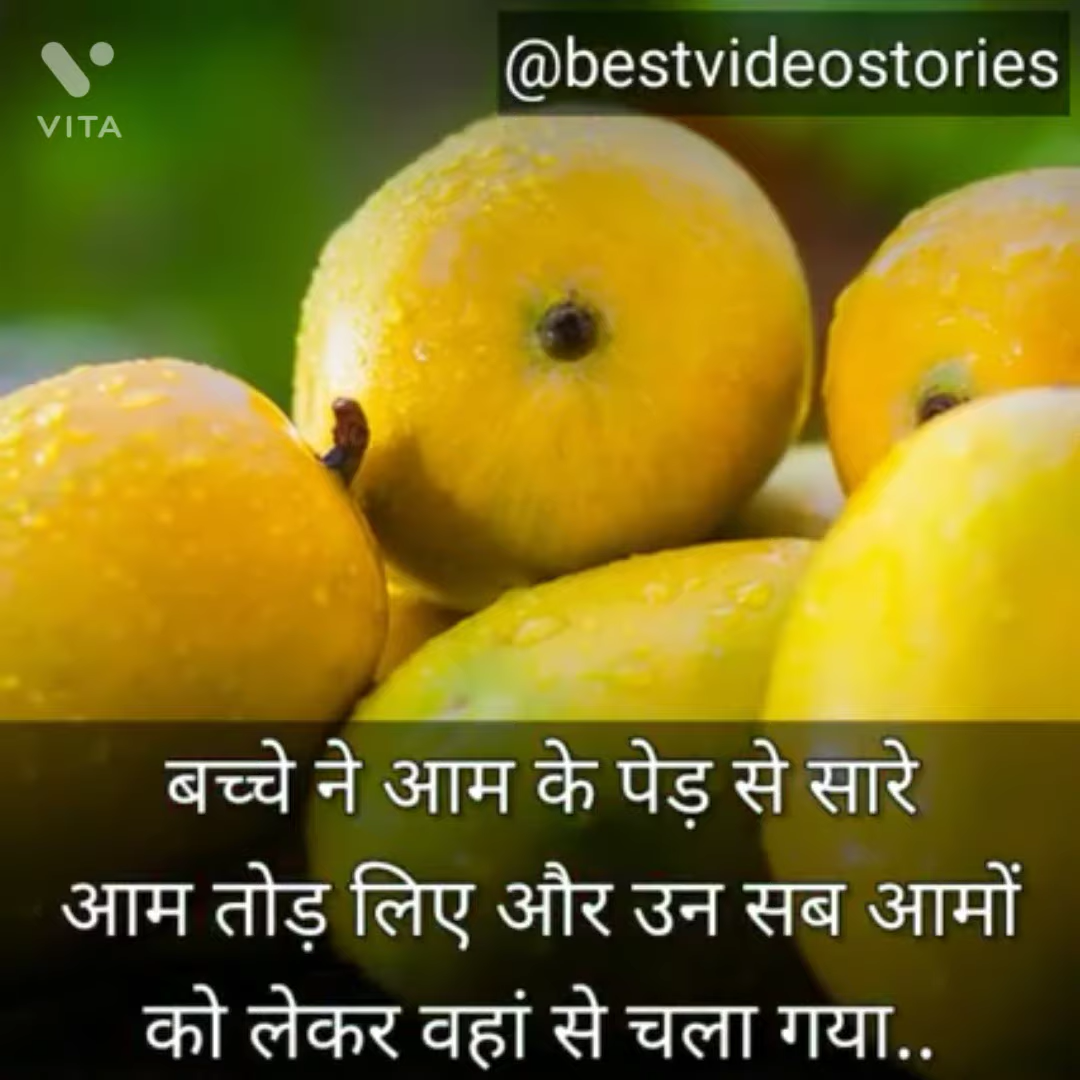 @bestvideostories
VITA
बच्चे ने आम के पेड़ से सारे
आम तोड़ लिए और उन सब आमों
को लेकर वहां से चला गया..